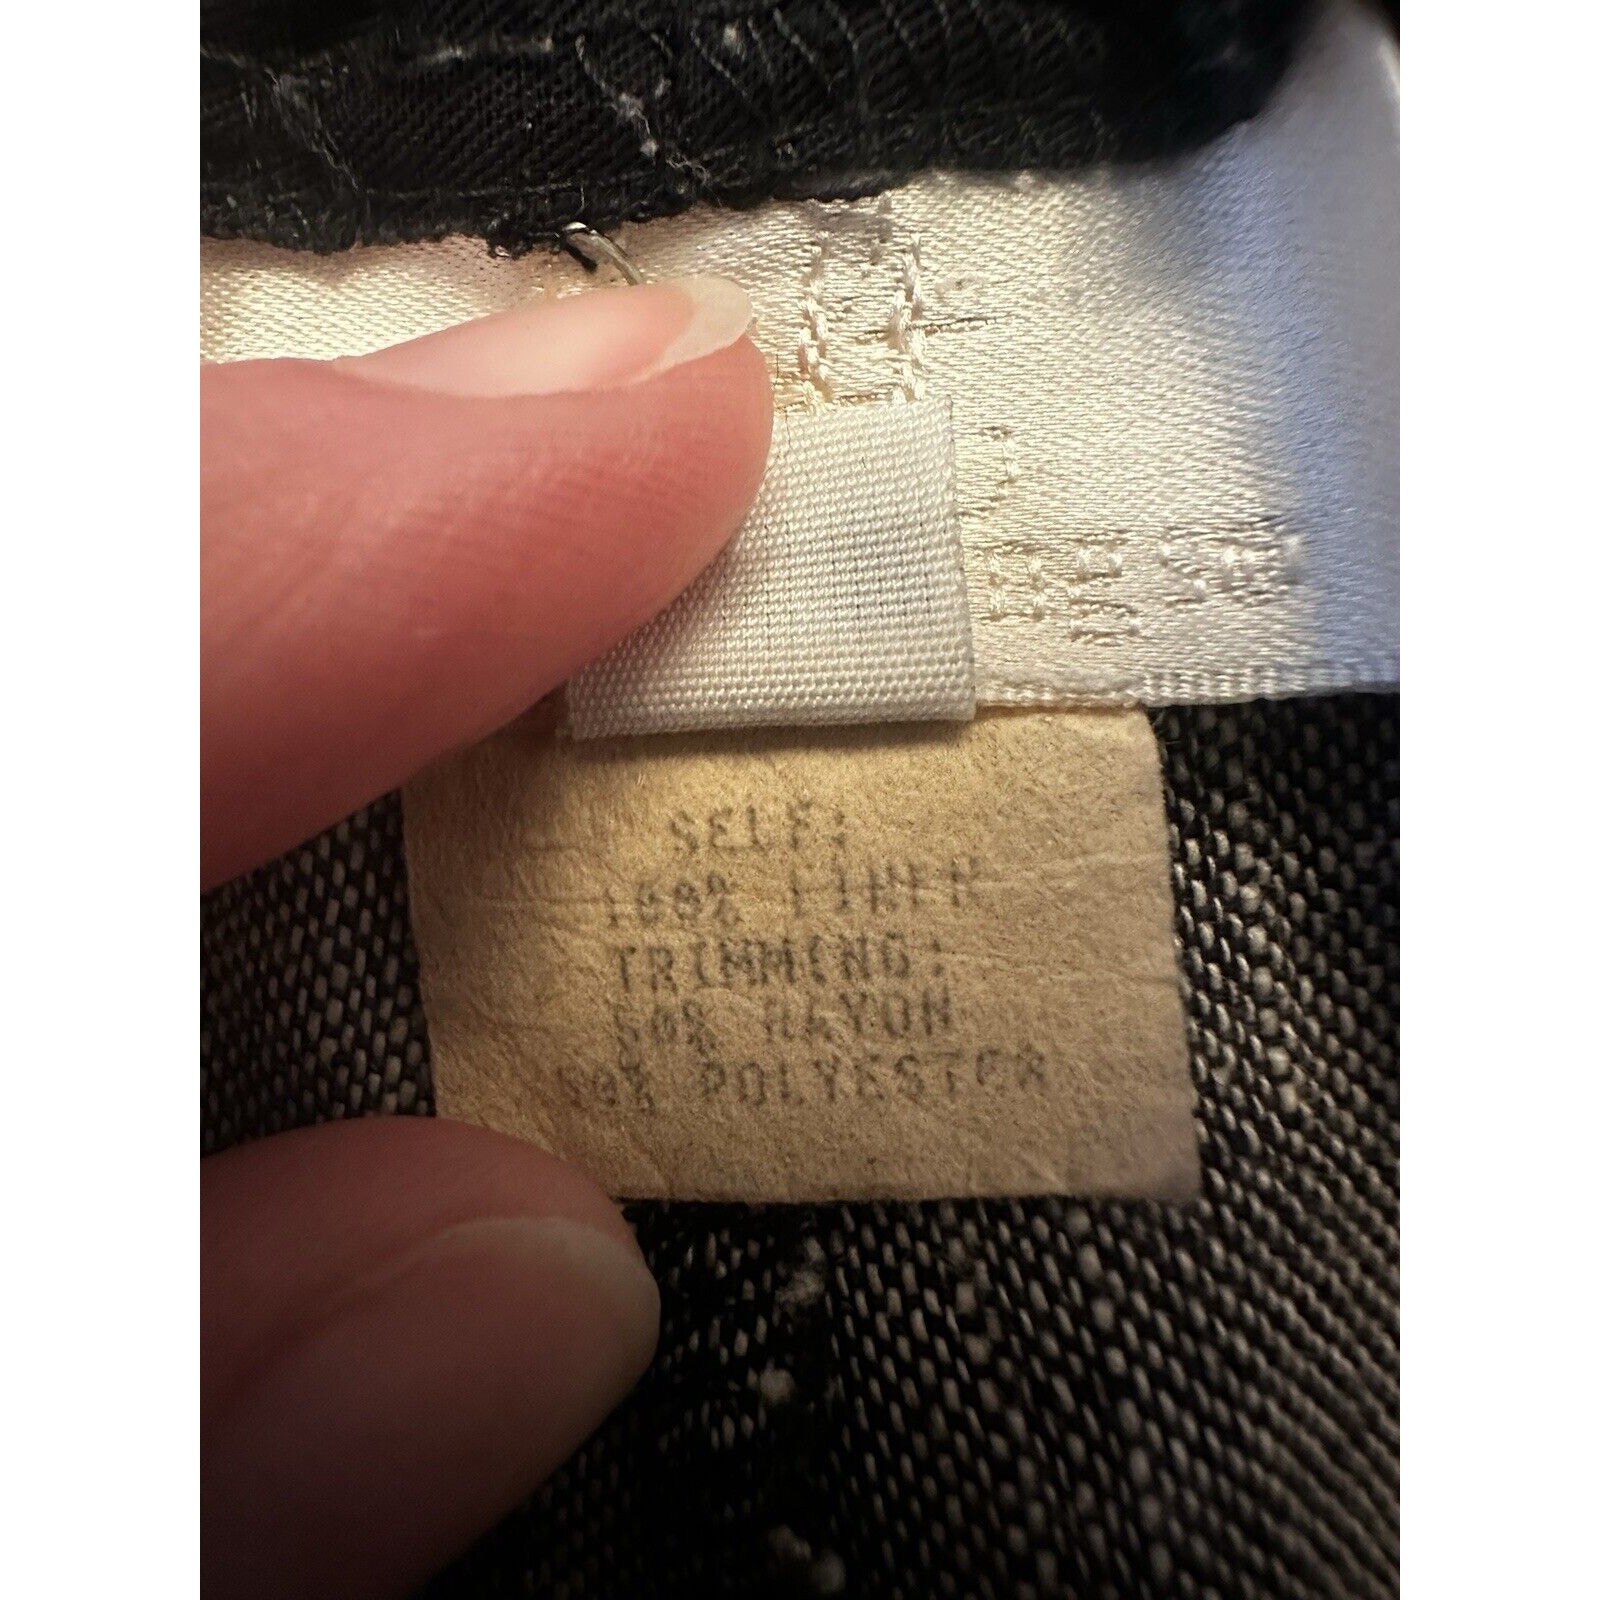 SELF:
100% LINEN
TRIMMING:
50% RAYON
50% POLYESTER